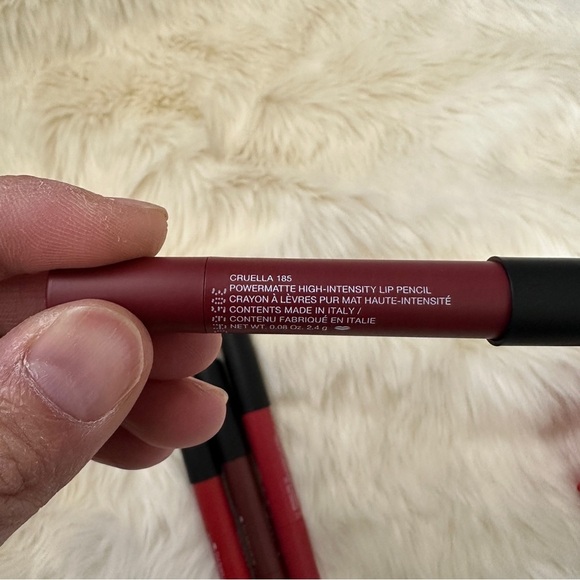 CRUELLA 185
POWERMATTE HIGH-INTENSITY LIP PENCIL
CRAYON À LÈVRES PUR MAT HAUTE-INTENSITÉ
CONTENTS MADE IN ITALY /
CONTENU FABRIQUÉ EN ITALIE
NET WT. 0.08 Oz. 2.4 g